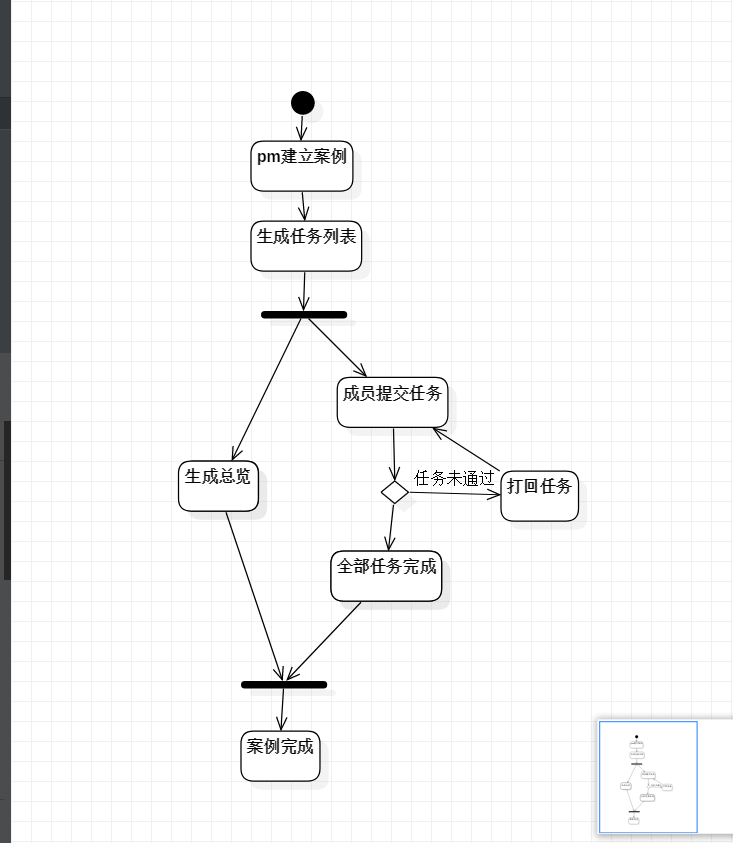 pm建立案例
生成任务列表
成员提交任务
生成总览
任务未通过
打回任务
全部任务完成
案例完成